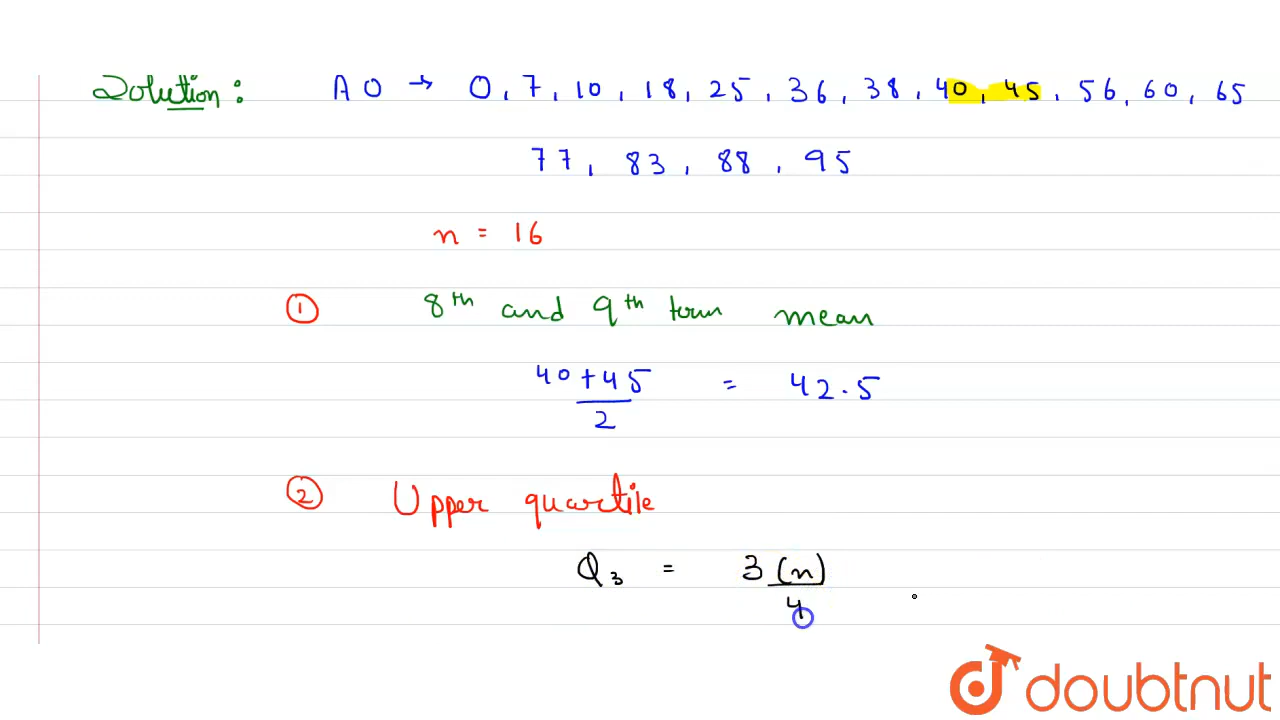 Solution : A O → 0, 7, 10, 18, 25, 36, 38, 40, 45, 56, 60, 65
77, 83, 88, 95
n = 16
① 8th and 9th term mean
40+45 = 42.5
2
② Upper quartile
Q3 = 3 (n)
4
doubtnut